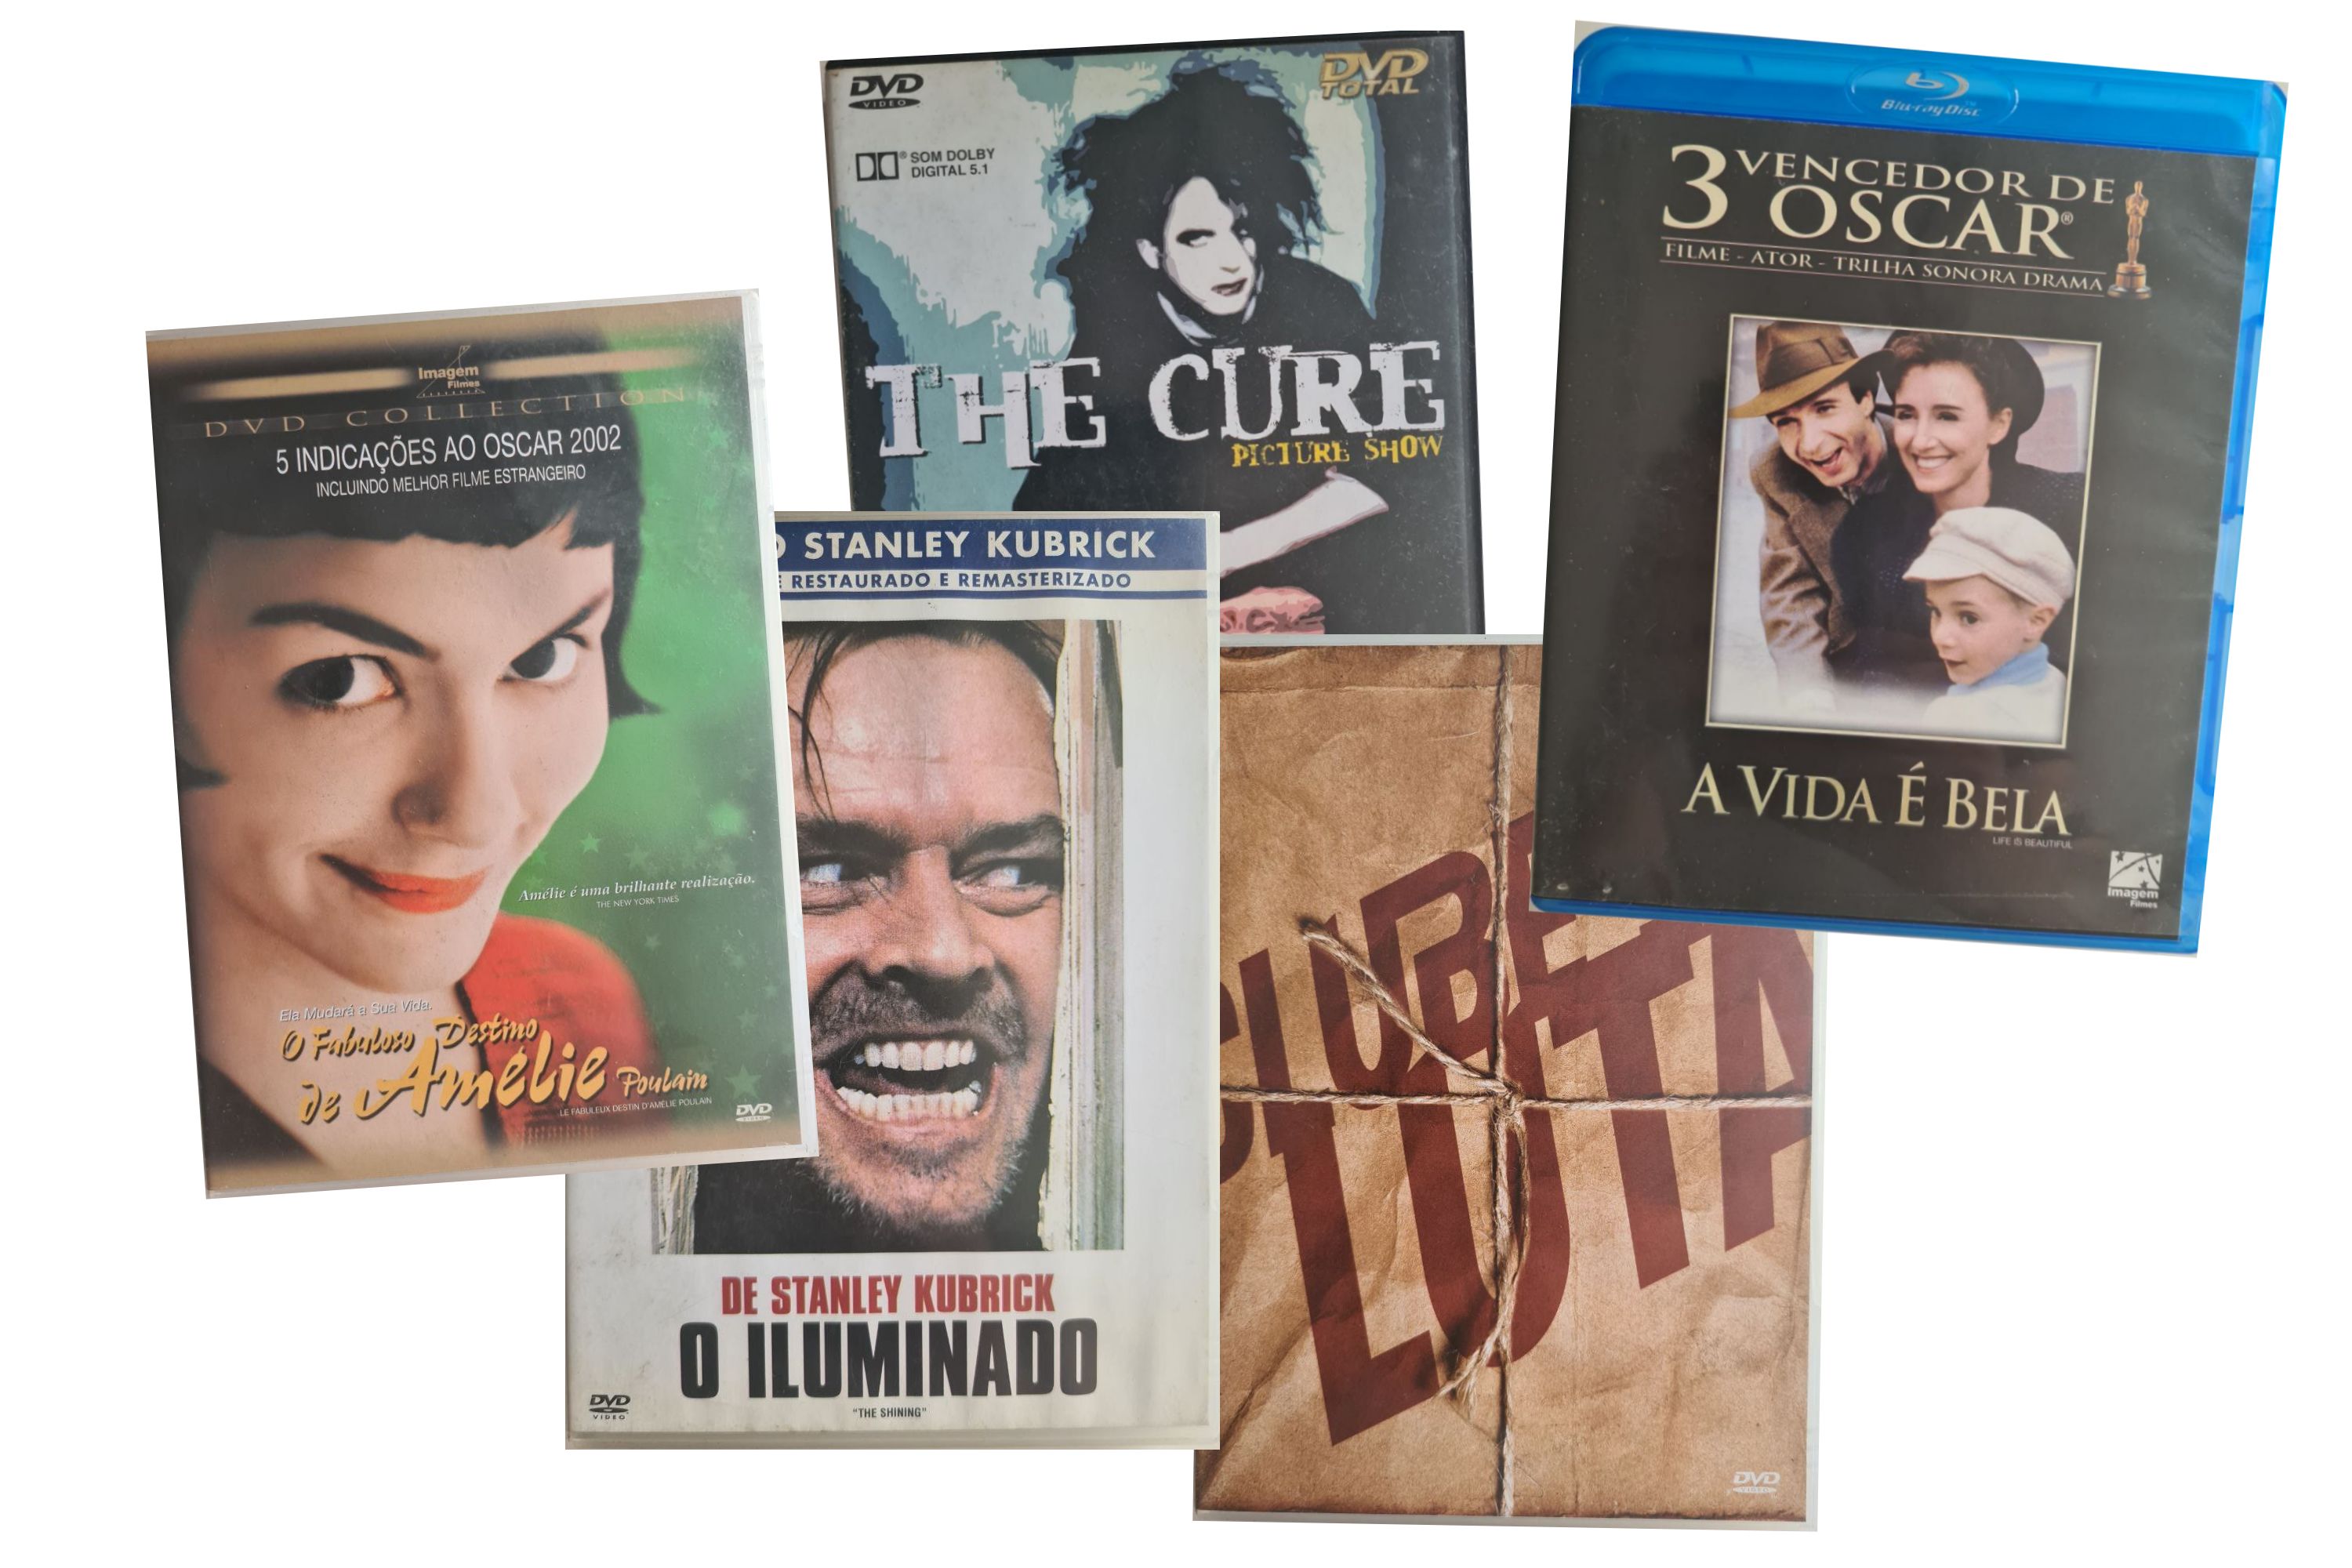 Imagem
Filmes
DVD COLLECTION
5 INDICAÇÕES AO OSCAR 2002
INCLUINDO MELHOR FILME ESTRANGEIRO
Amélie é uma brilhante realização.
THE NEW YORK TIMES
Ela Mudará a Sua Vida.
O Fabuloso Destino
de Amélie Poulain
LE FABULEUX DESTIN D'AMÉLIE POULAIN
DVD
VIDEO
STANLEY KUBRICK
RESTAURADO E REMASTERIZADO
DE STANLEY KUBRICK
O ILUMINADO
"THE SHINING"
DVD
VIDEO
DVD
VIDEO
DVD
TOTAL
SOM DOLBY
DIGITAL 5.1
THE CURE
PICTURE SHOW
CLUBE
LUTA
DVD
VIDEO
Blu-ray Disc
3 VENCEDOR DE
OSCAR®
FILME - ATOR - TRILHA SONORA DRAMA
A VIDA É BELA
LIFE IS BEAUTIFUL
Imagem
Filmes